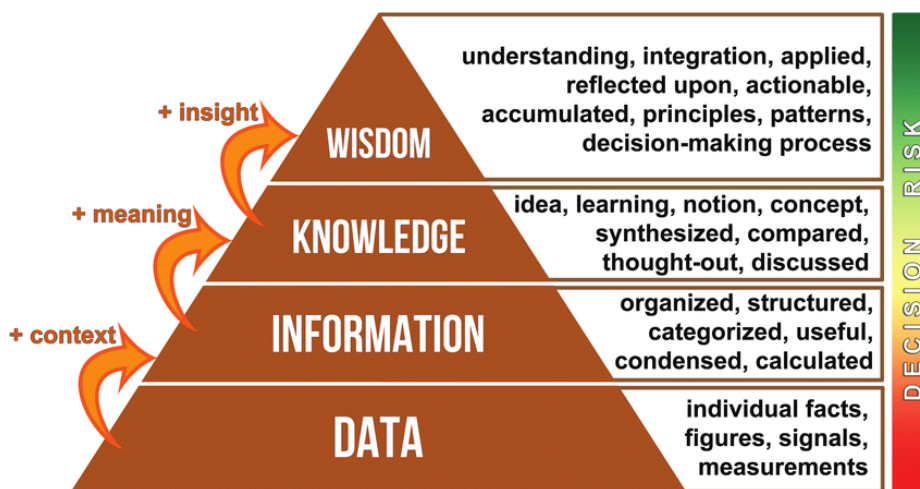 understanding, integration, applied,
reflected upon, actionable,
accumulated, principles, patterns,
decision-making process
+ insight
WISDOM
idea, learning, notion, concept,
synthesized, compared,
thought-out, discussed
+ meaning
KNOWLEDGE
organized, structured,
categorized, useful,
condensed, calculated
+ context
INFORMATION
individual facts,
figures, signals,
measurements
DATA
DECISION RISK